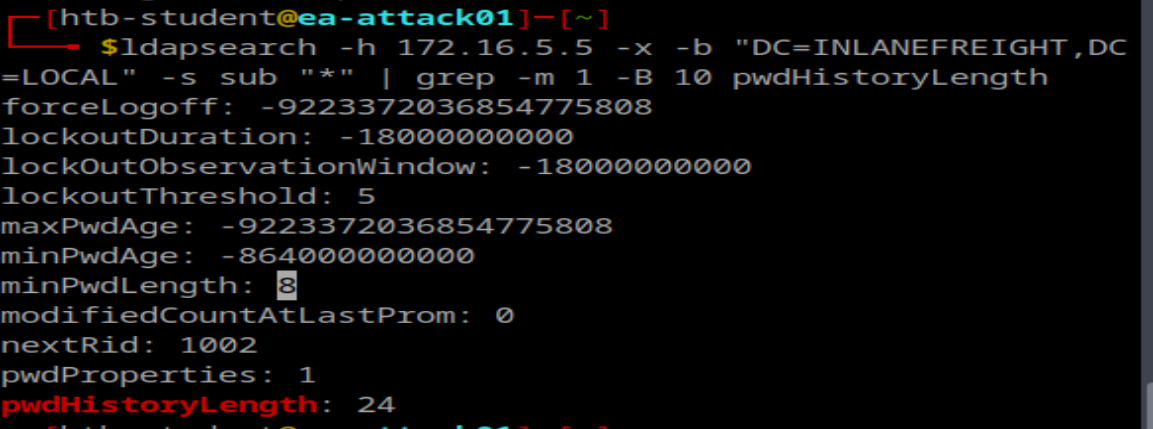 [htb-student@ea-attack01]─[~]
$ldapsearch -h 172.16.5.5 -x -b "DC=INLANEFREIGHT,DC
=LOCAL" -s sub "*" | grep -m 1 -B 10 pwdHistoryLength
forceLogoff: -9223372036854775808
lockoutDuration: -18000000000
lockOutObservationWindow: -18000000000
lockoutThreshold: 5
maxPwdAge: -9223372036854775808
minPwdAge: -864000000000
minPwdLength: 8
modifiedCountAtLastProm: 0
nextRid: 1002
pwdProperties: 1
pwdHistoryLength: 24